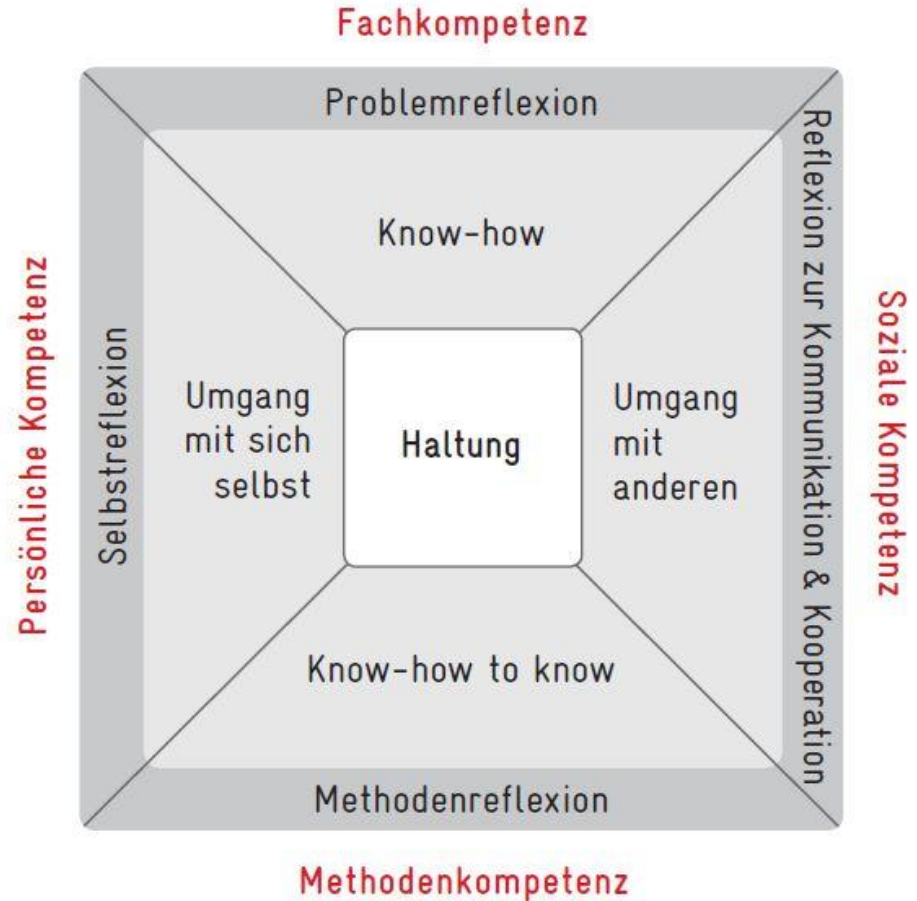 Fachkompetenz
Problemreflexion
Know-how
Persönliche Kompetenz
Selbstreflexion
Umgang
mit sich
selbst
Haltung
Umgang
mit
anderen
Reflexion zur Kommunikation & Kooperation
Soziale Kompetenz
Know-how to know
Methodenreflexion
Methodenkompetenz